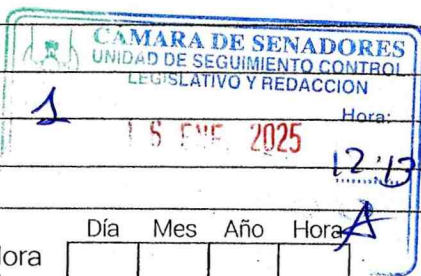 CAMARA DE SENADORES
UNIDAD DE SEGUIMIENTO CONTROL
LEGISLATIVO Y REDACCION
1
Hora:
ENE. 2025
12:13
Día Mes Año Hora
ora